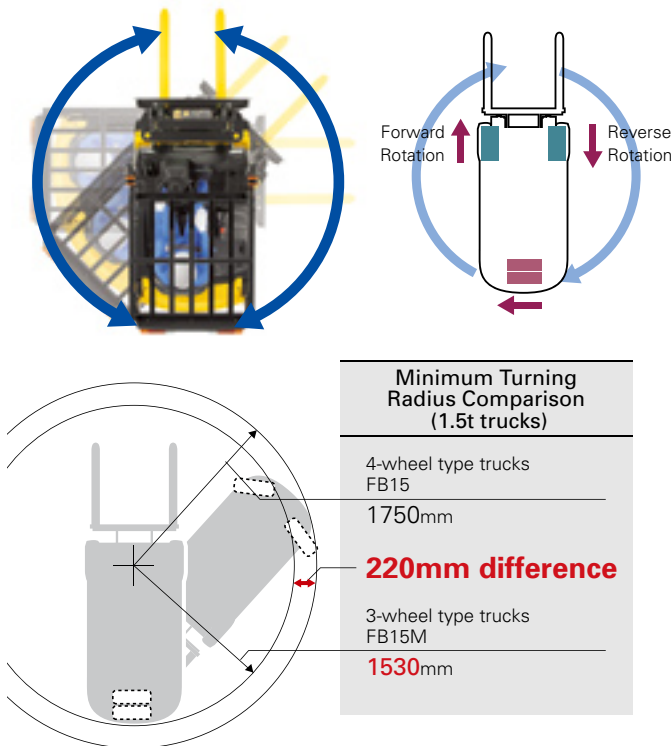 Forward
Rotation
Reverse
Rotation
Minimum Turning
Radius Comparison
(1.5t trucks)
4-wheel type trucks
FB15
1750mm
220mm difference
3-wheel type trucks
FB15M
1530mm